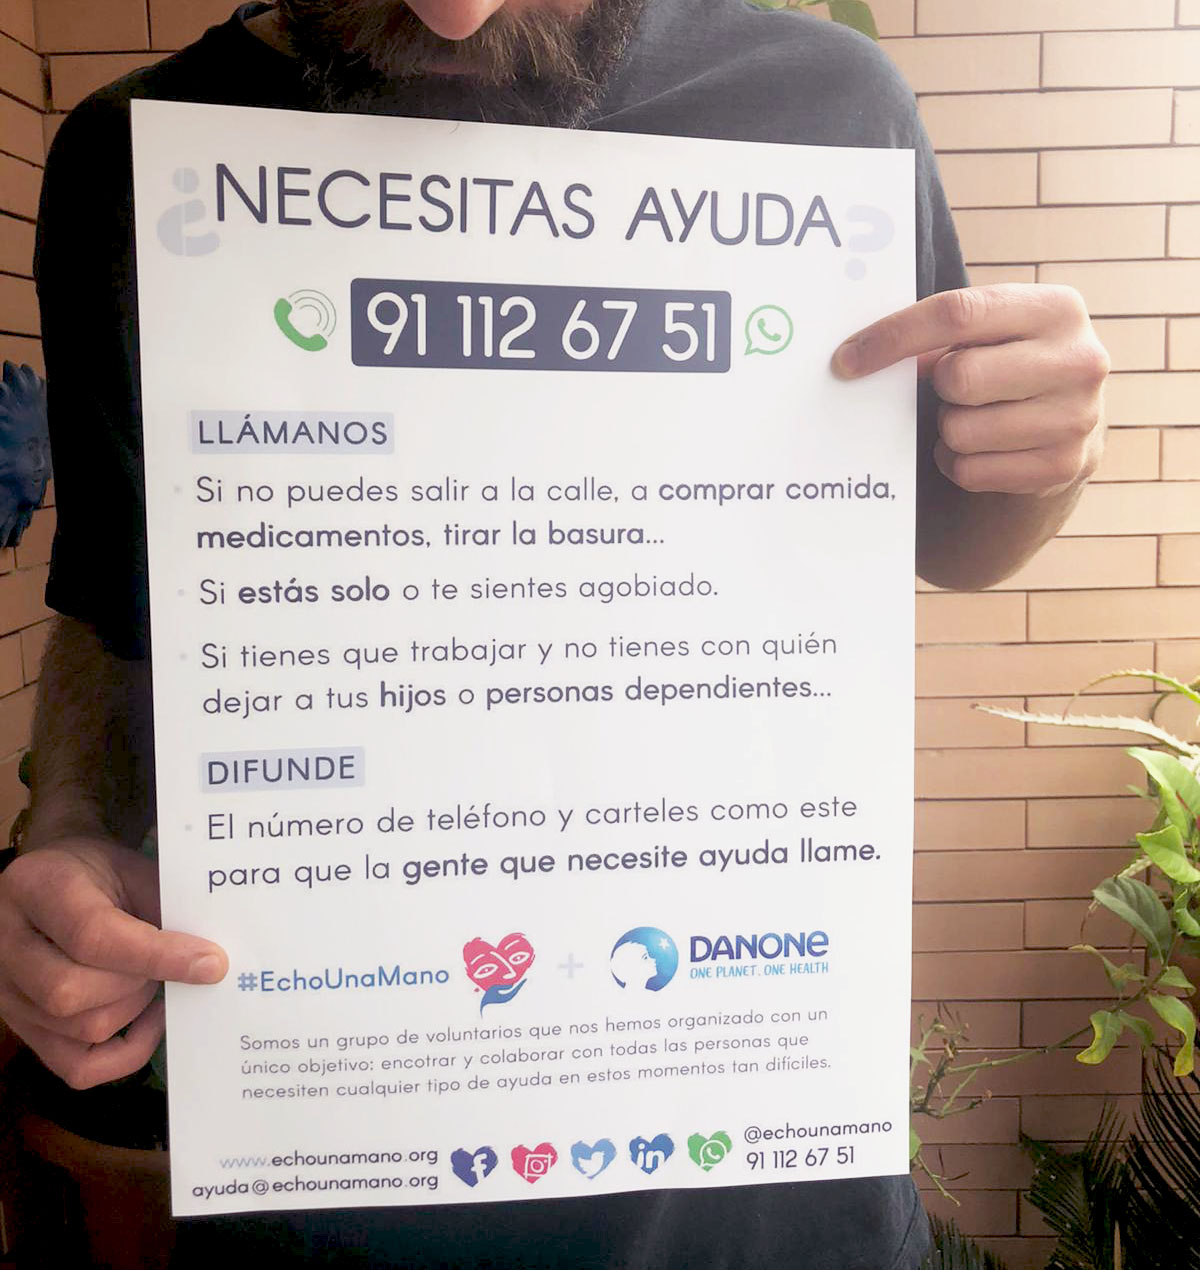 ¿NECESITAS AYUDA?
91 112 67 51
LLÁMANOS
Si no puedes salir a la calle, a comprar comida,
medicamentos, tirar la basura...
Si estás solo o te sientes agobiado.
Si tienes que trabajar y no tienes con quién
dejar a tus hijos o personas dependientes...
DIFUNDE
El número de teléfono y carteles como este
para que la gente que necesite ayuda llame.
#EchoUnaMano + DANONE
ONE PLANET. ONE HEALTH
Somos un grupo de voluntarios que nos hemos organizado con un
único objetivo: encotrar y colaborar con todas las personas que
necesiten cualquier tipo de ayuda en estos momentos tan difíciles.
www.echounamano.org
ayuda@echounamano.org
@echounamano
91 112 67 51